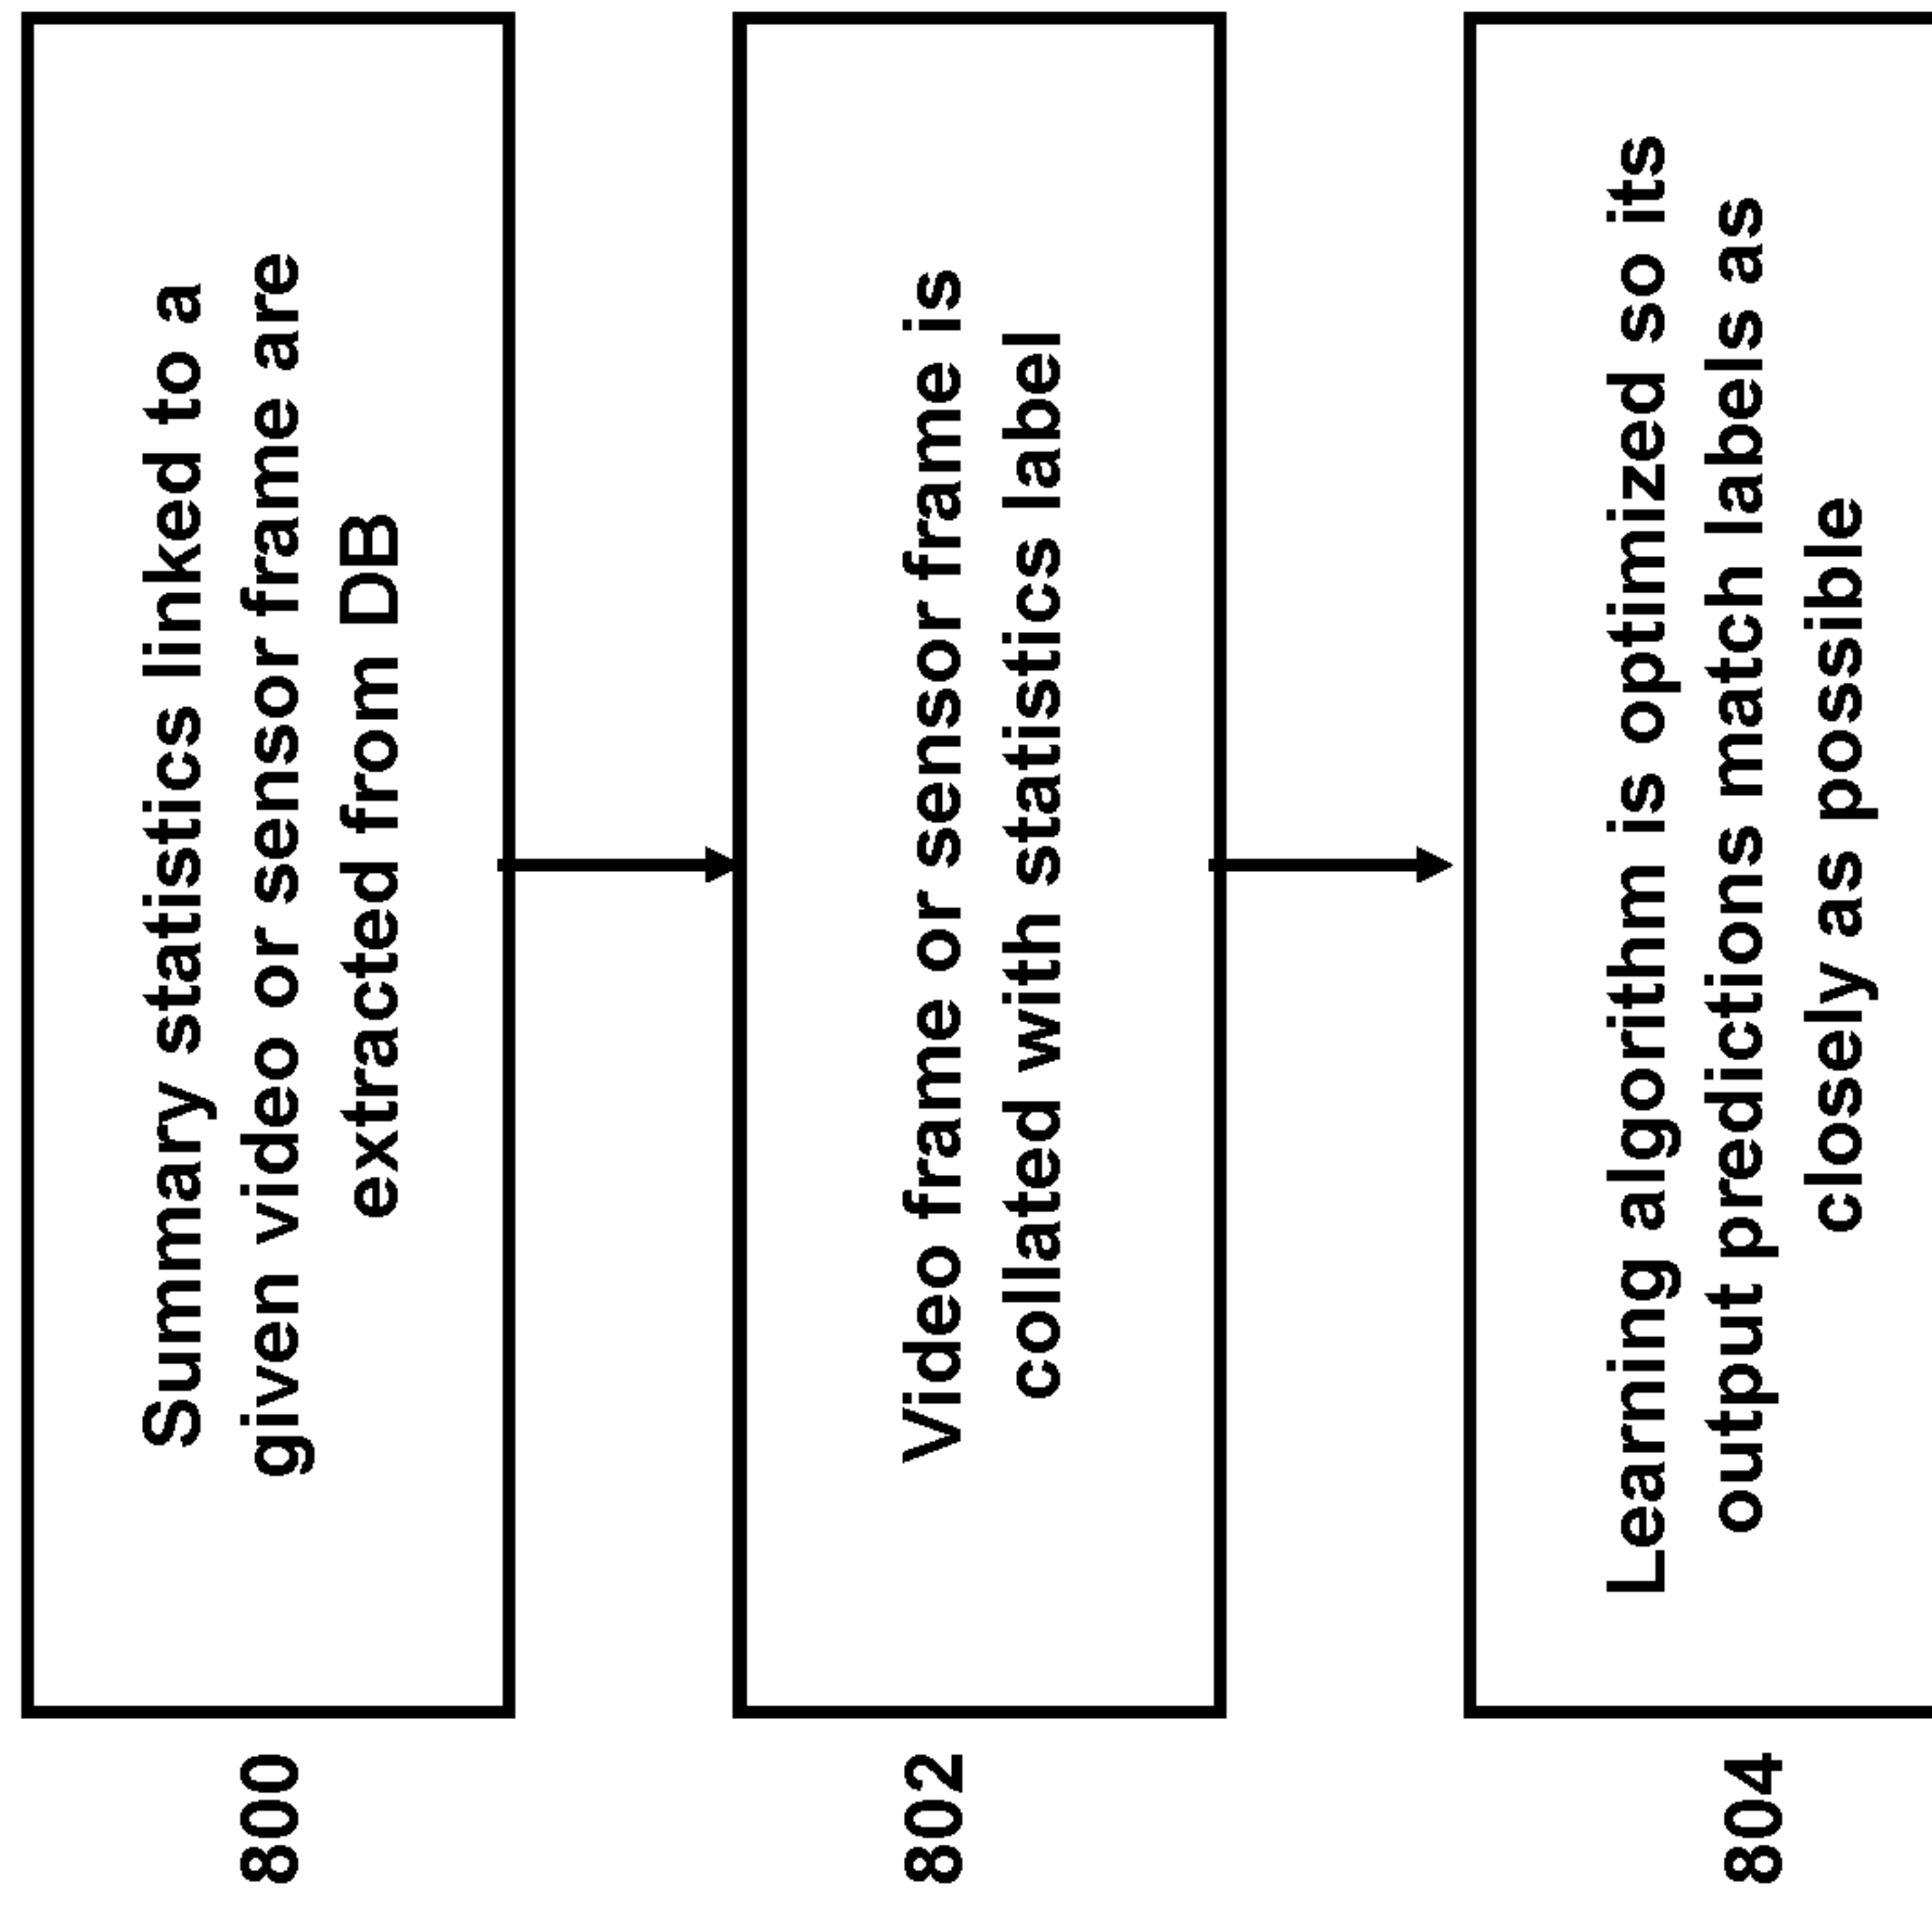 800
Summary statistics linked to a
given video or sensor frame are
extracted from DB
802
Video frame or sensor frame is
collated with statistics label
804
Learning algorithm is optimized so its
output predictions match labels as
closely as possible